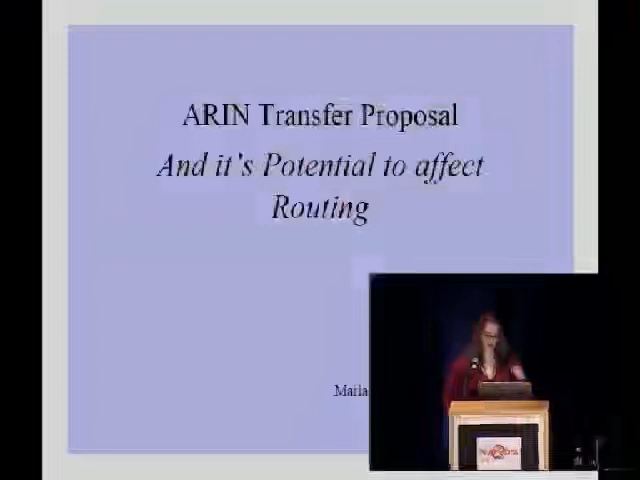 ARIN Transfer Proposal
And it's Potential to affect
Routing